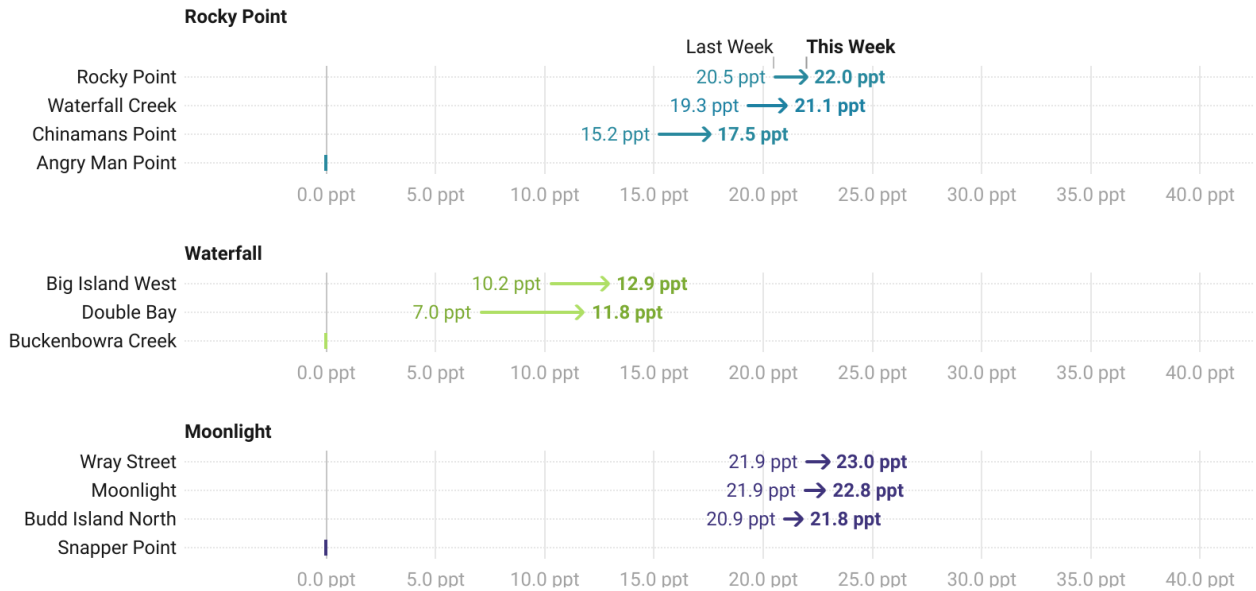 Rocky Point
Last Week This Week
Rocky Point 20.5 ppt 22.0 ppt
Waterfall Creek 19.3 ppt 21.1 ppt
Chinamans Point 15.2 ppt 17.5 ppt
Angry Man Point
0.0 ppt 5.0 ppt 10.0 ppt 15.0 ppt 20.0 ppt 25.0 ppt 30.0 ppt 35.0 ppt 40.0 ppt
Waterfall
Big Island West 10.2 ppt 12.9 ppt
Double Bay 7.0 ppt 11.8 ppt
Buckenbowra Creek
0.0 ppt 5.0 ppt 10.0 ppt 15.0 ppt 20.0 ppt 25.0 ppt 30.0 ppt 35.0 ppt 40.0 ppt
Moonlight
Wray Street 21.9 ppt 23.0 ppt
Moonlight 21.9 ppt 22.8 ppt
Budd Island North 20.9 ppt 21.8 ppt
Snapper Point
0.0 ppt 5.0 ppt 10.0 ppt 15.0 ppt 20.0 ppt 25.0 ppt 30.0 ppt 35.0 ppt 40.0 ppt